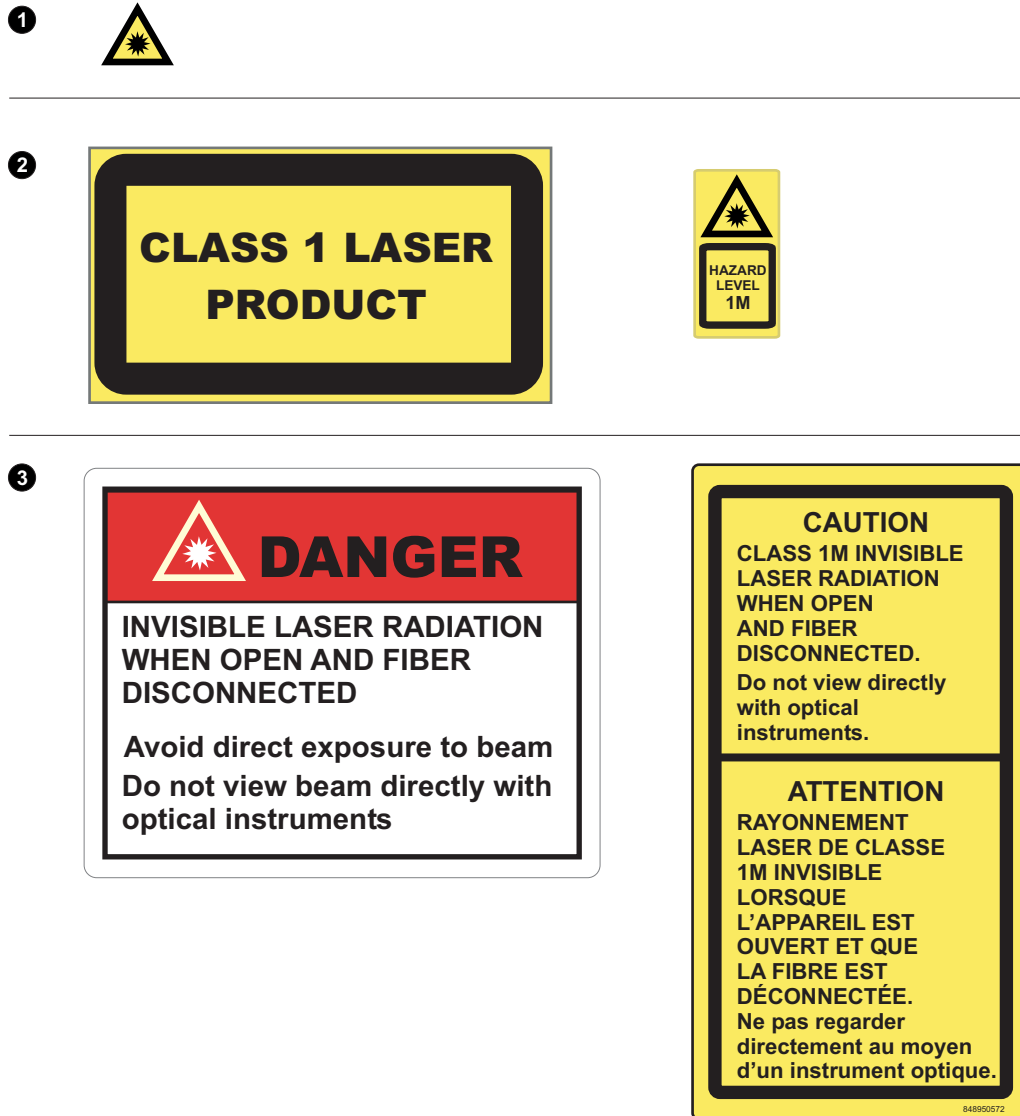 1
2
CLASS 1 LASER
PRODUCT
HAZARD
LEVEL
1M
3
DANGER
INVISIBLE LASER RADIATION
WHEN OPEN AND FIBER
DISCONNECTED
Avoid direct exposure to beam
Do not view beam directly with
optical instruments
CAUTION
CLASS 1M INVISIBLE
LASER RADIATION
WHEN OPEN
AND FIBER
DISCONNECTED.
Do not view directly
with optical
instruments.
ATTENTION
RAYONNEMENT
LASER DE CLASSE
1M INVISIBLE
LORSQUE
L’APPAREIL EST
OUVERT ET QUE
LA FIBRE EST
DÉCONNECTÉE.
Ne pas regarder
directement au moyen
d’un instrument optique.
848950572